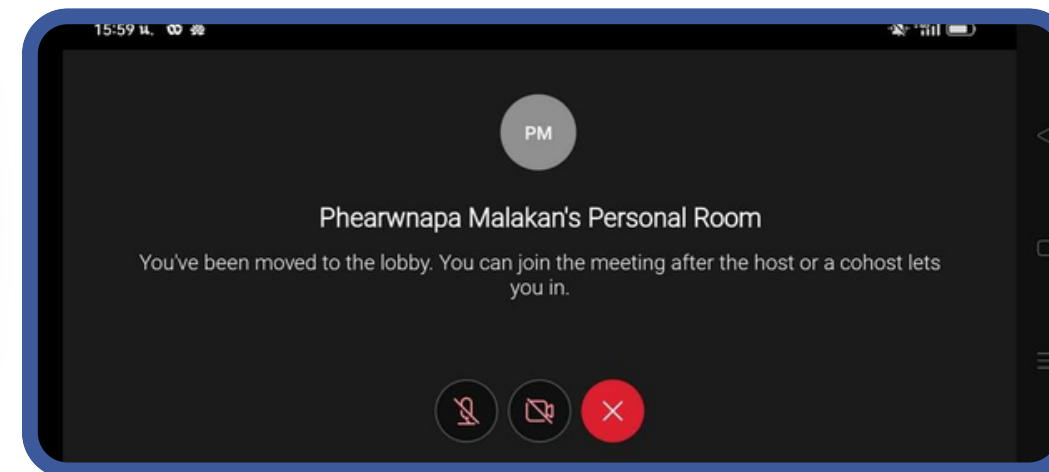 15:59 น.
PM
Phearwnapa Malakan's Personal Room
You've been moved to the lobby. You can join the meeting after the host or a cohost lets
you in.